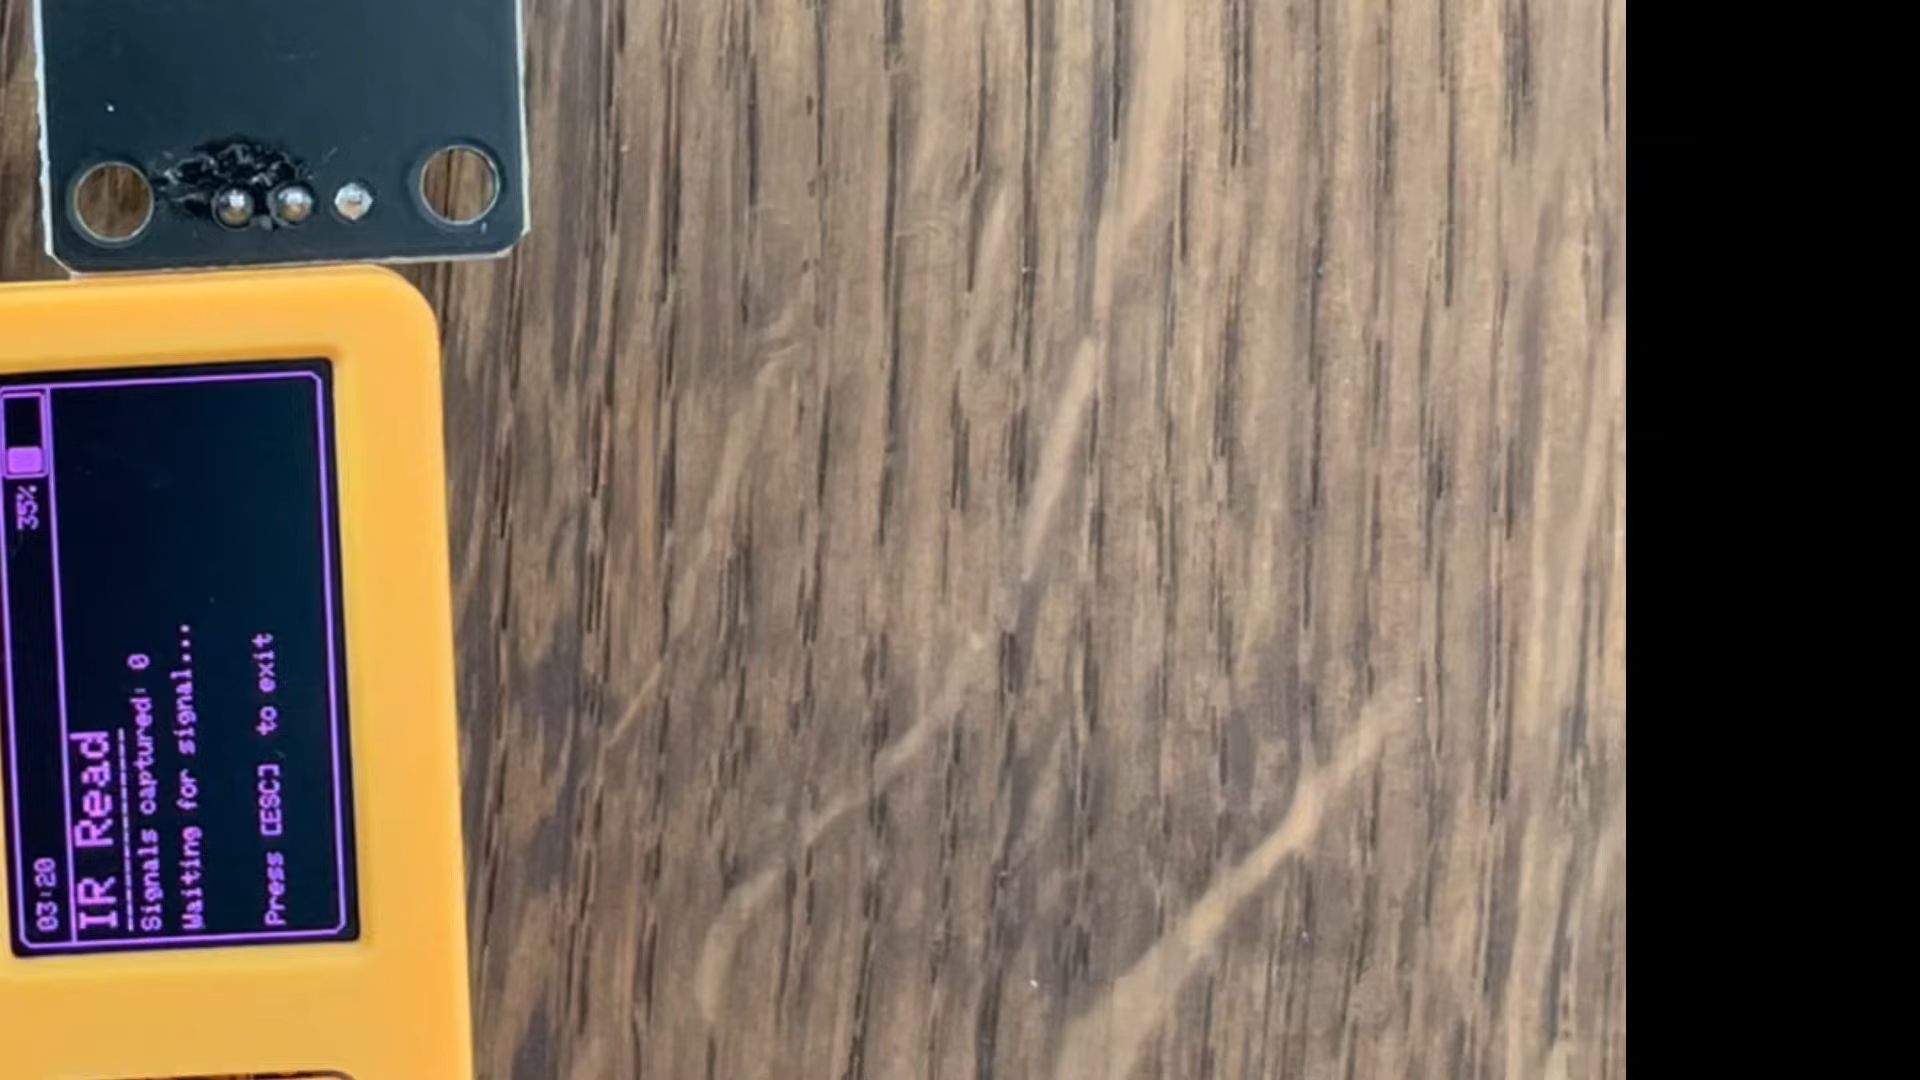 03:20 35%
IR Read
Signals captured: 0
Waiting for signal...
Press [ESC] to exit